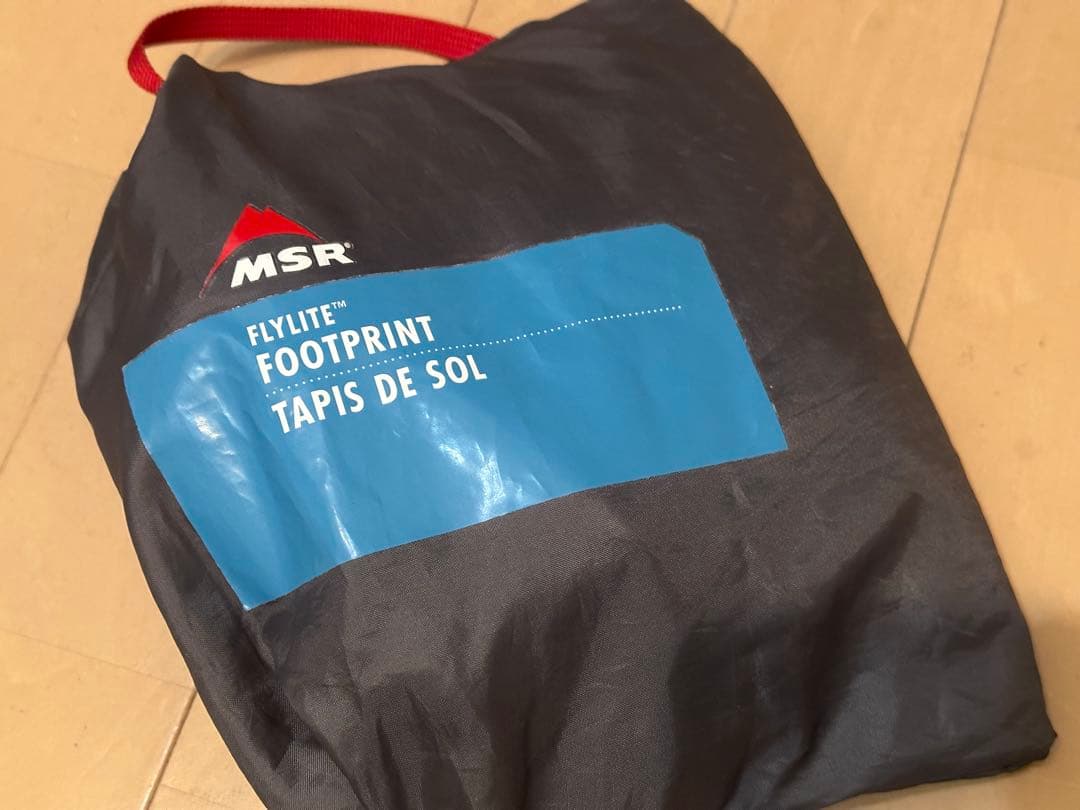 MSR®
FLYLITE™
FOOTPRINT
TAPIS DE SOL